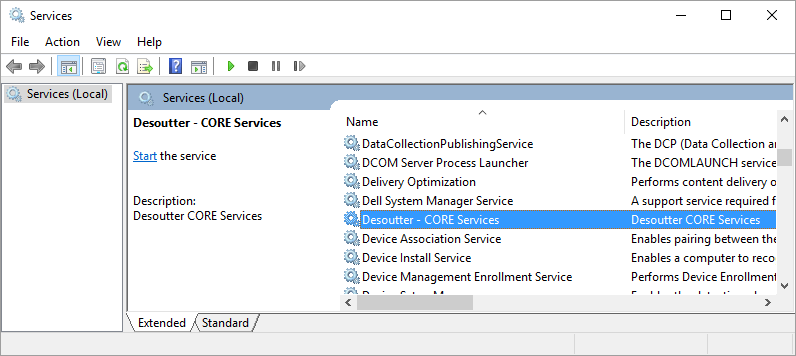 Services
File Action View Help
Services (Local)
Services (Local)
Desoutter - CORE Services
Start the service
Description:
Desoutter CORE Services
Name Description
DataCollectionPublishingService The DCP (Data Collection a
DCOM Server Process Launcher The DCOMLAUNCH service
Delivery Optimization Performs content delivery o
Dell System Manager Service A support service required f
Desoutter - CORE Services Desoutter CORE Services
Device Association Service Enables pairing between the
Device Install Service Enables a computer to reco
Device Management Enrollment Service Performs Device Enrollment
Extended Standard